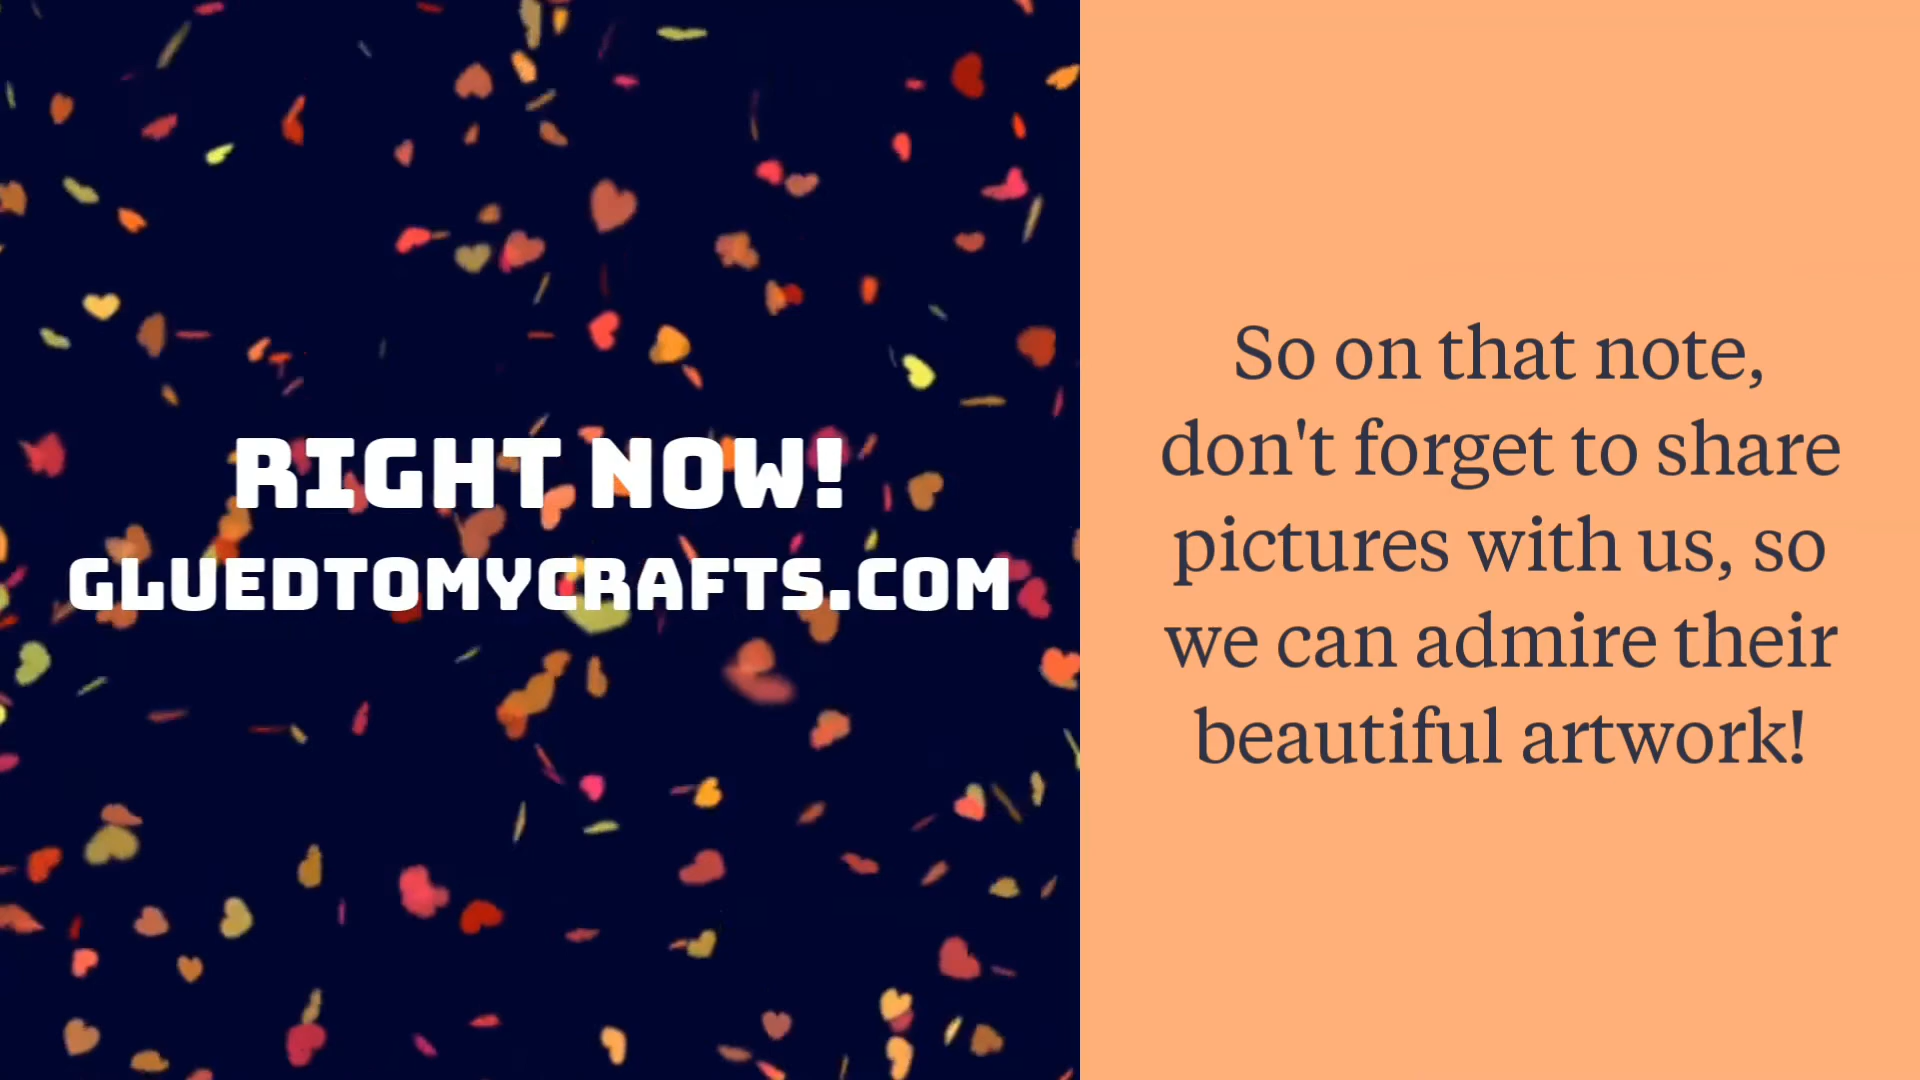 RIGHT NOW!
GLUEDTOMYCRAFTS.COM
So on that note,
don't forget to share
pictures with us, so
we can admire their
beautiful artwork!